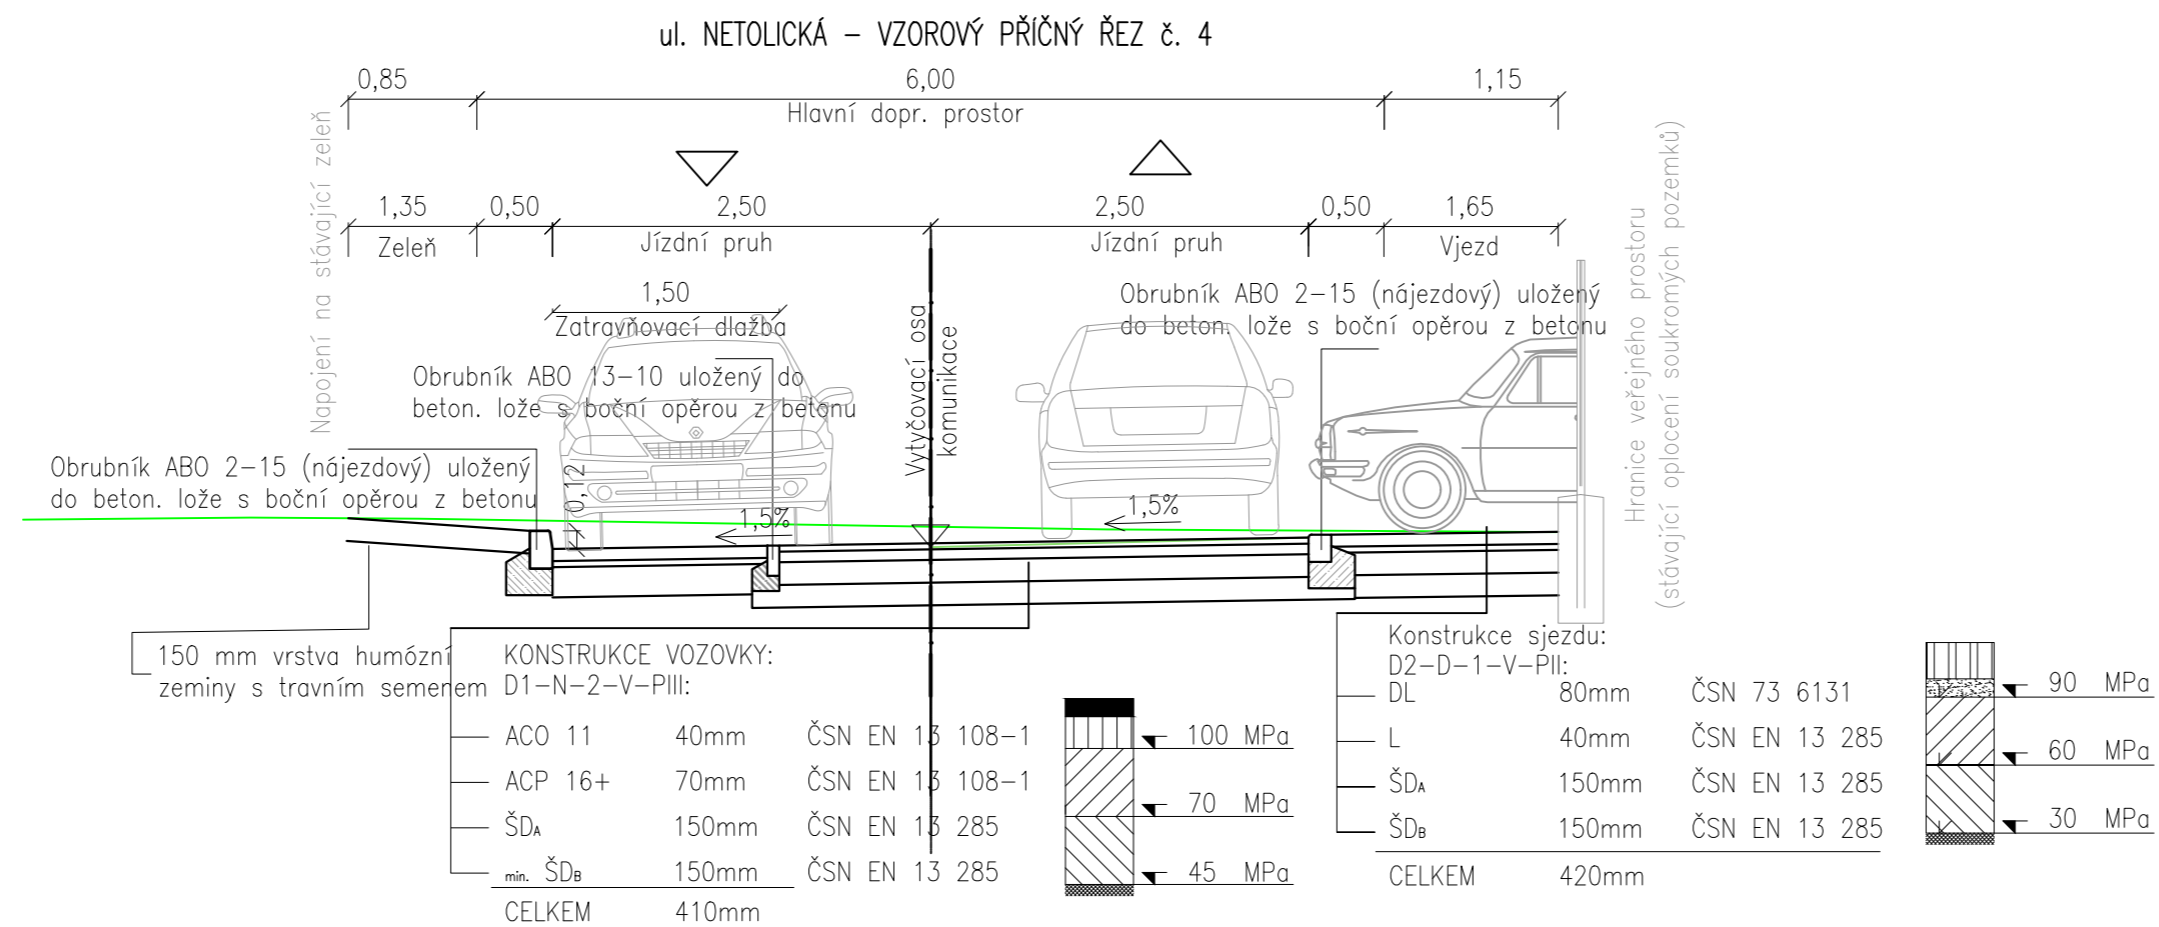 ul. NETOLICKÁ – VZOROVÝ PŘÍČNÝ ŘEZ č. 4
0,85
6,00
1,15
Hlavní dopr. prostor
Napojení na stávající zeleň
1,35
0,50
2,50
2,50
0,50
1,65
Zeleň
Jízdní pruh
Jízdní pruh
Vjezd
Hranice veřejného prostoru
(stávající oplocení soukromých pozemků)
1,50
Zatravňovací dlažba
Vytyčovací osa
komunikace
Obrubník ABO 2–15 (nájezdový) uložený
do beton. lože s boční opěrou z betonu
Obrubník ABO 13–10 uložený do
beton. lože s boční opěrou z betonu
Obrubník ABO 2–15 (nájezdový) uložený
do beton. lože s boční opěrou z betonu
0,12
1,5%
1,5%
150 mm vrstva humózní
zeminy s travním semenem
KONSTRUKCE VOZOVKY:
D1–N–2–V–PIII:
ACO 11 40mm ČSN EN 13 108–1
ACP 16+ 70mm ČSN EN 13 108–1
ŠDA 150mm ČSN EN 13 285
min. ŠDB 150mm ČSN EN 13 285
CELKEM 410mm
100 MPa
70 MPa
45 MPa
Konstrukce sjezdu:
D2–D–1–V–PII:
DL 80mm ČSN 73 6131
L 40mm ČSN EN 13 285
ŠDA 150mm ČSN EN 13 285
ŠDB 150mm ČSN EN 13 285
CELKEM 420mm
90 MPa
60 MPa
30 MPa